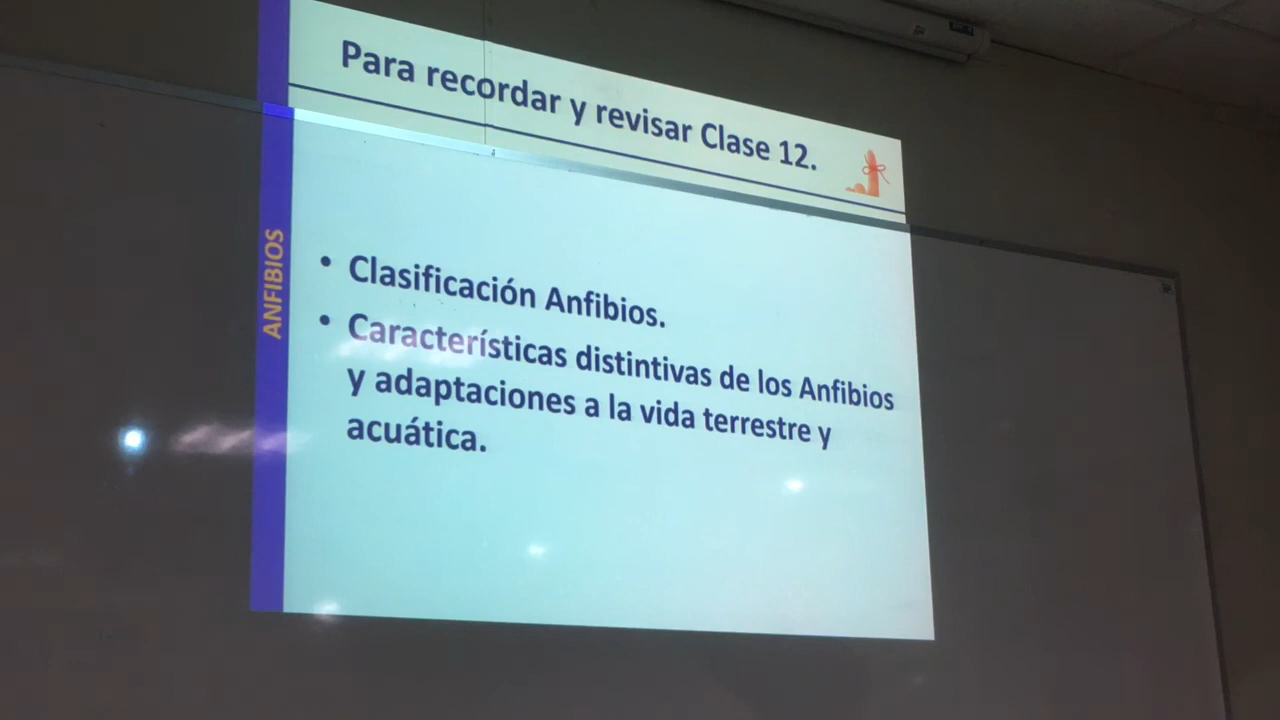 Para recordar y revisar Clase 12.
ANFIBIOS
• Clasificación Anfibios.
• Características distintivas de los Anfibios
y adaptaciones a la vida terrestre y
acuática.